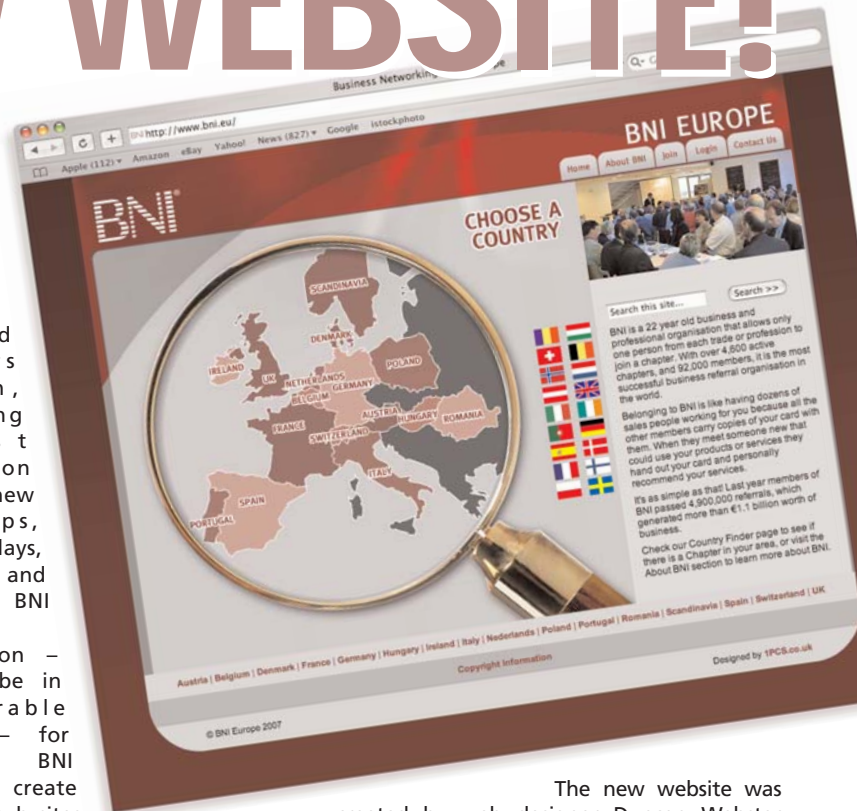 WEBSITE!
Business Networking
http://www.bni.eu/
Apple (112) Amazon eBay Yahoo! News (827) Google istockphoto
BNI EUROPE
Home About BNI Join Login Contact Us
BNI
CHOOSE A
COUNTRY
SCANDINAVIA
DENMARK
IRELAND
UK
NETHERLANDS
POLAND
BELGIUM
GERMANY
FRANCE
AUSTRIA
HUNGARY
ROMANIA
SWITZERLAND
ITALY
SPAIN
PORTUGAL
Search this site...
Search >>
BNI is a 22 year old business and
professional organisation that allows only
one person from each trade or profession to
join a chapter. With over 4,600 active
chapters, and 92,000 members, it is the most
successful business referral organisation in
the world.
Belonging to BNI is like having dozens of
sales people working for you because all the
other members carry copies of your card with
them. When they meet someone new that
could use your products or services they
hand out your card and personally
recommend your services.
It's as simple as that! Last year members of
BNI passed 4,900,000 referrals, which
generated more than €1.1 billion worth of
business.
Check our Country Finder page to see if
there is a Chapter in your area, or visit the
About BNI section to learn more about BNI.
Austria | Belgium | Denmark | France | Germany | Hungary | Ireland | Italy | Nederlands | Poland | Portugal | Romania | Scandinavia | Spain | Switzerland | UK
Copyright Information
© BNI Europe 2007
Designed by 1PCS.co.uk
on
new
and
BNI
on –
be in
– for
BNI
create
The new website was